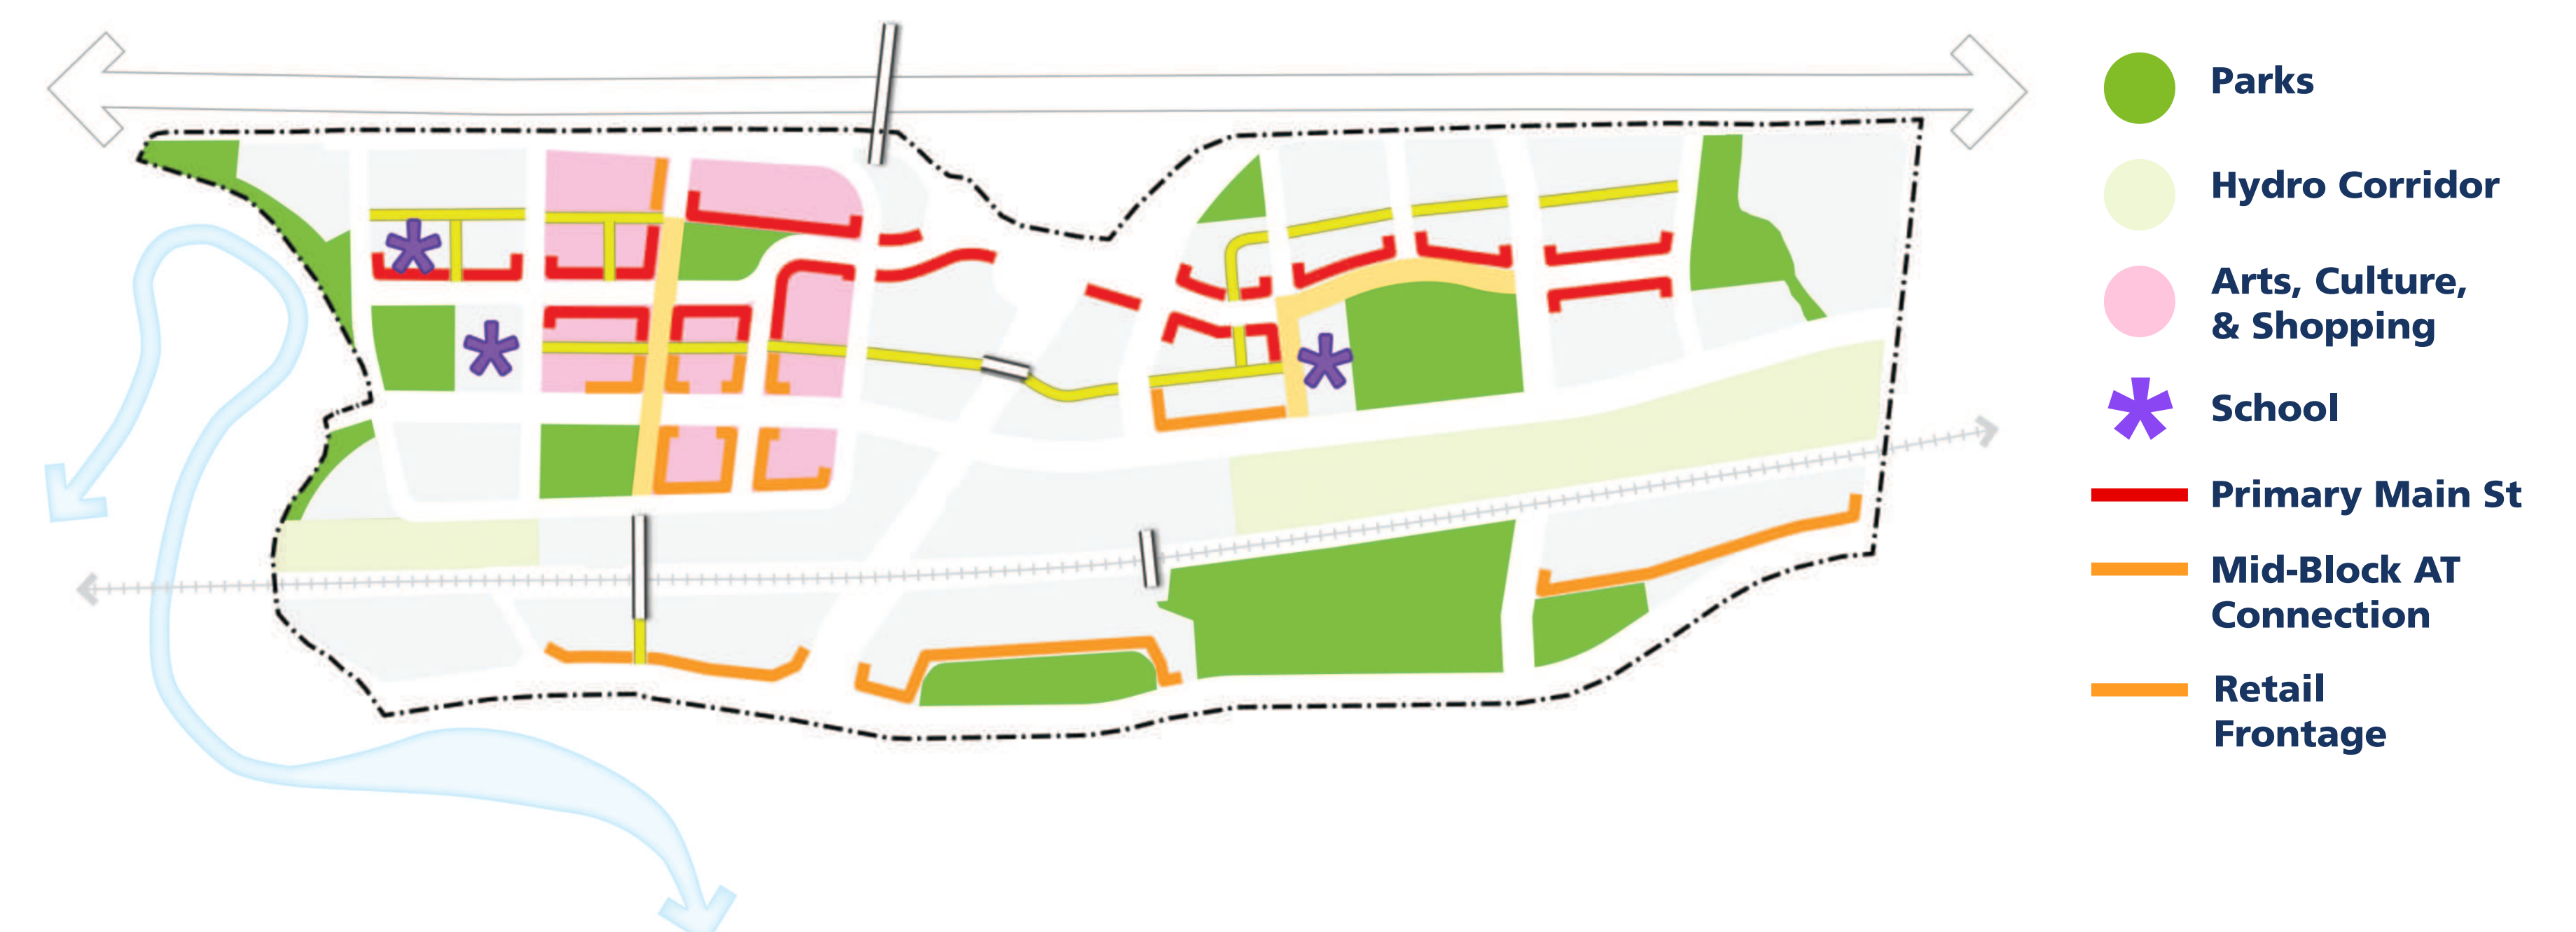 Parks
Hydro Corridor
Arts, Culture,
& Shopping
School
Primary Main St
Mid-Block AT
Connection
Retail
Frontage